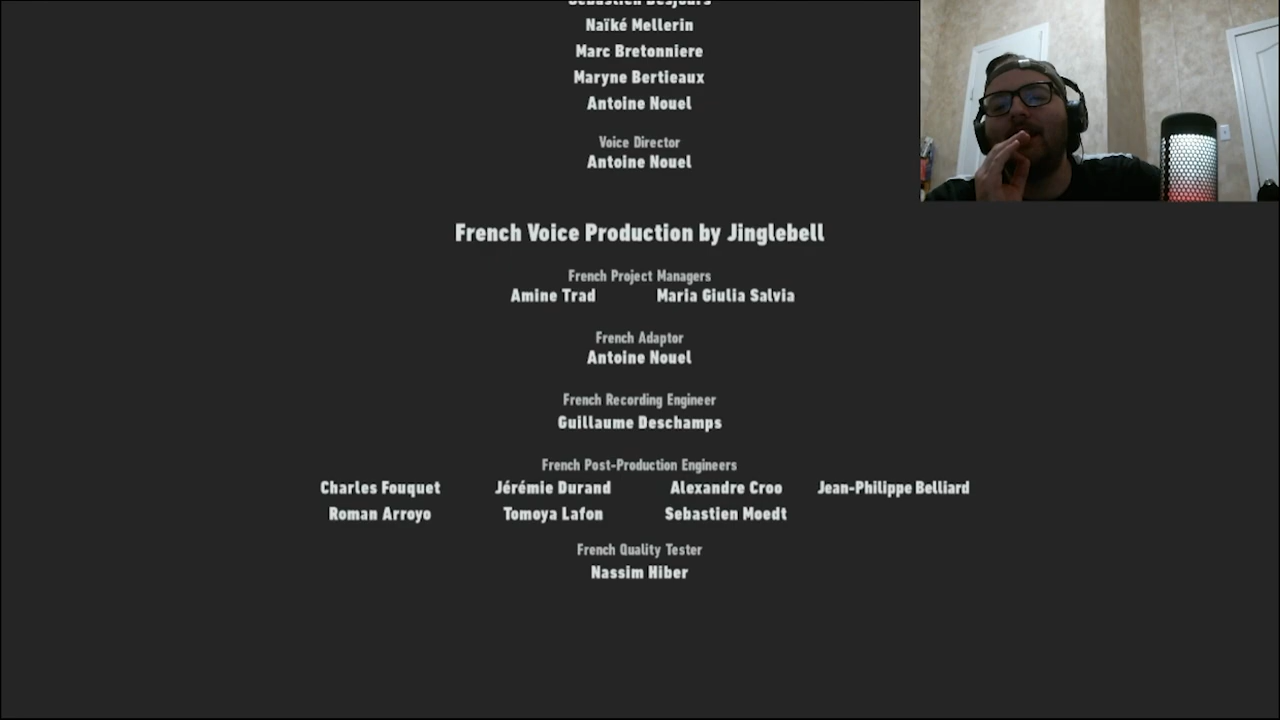 Sebastien Desjours
Naïké Mellerin
Marc Bretonniere
Maryne Bertieaux
Antoine Nouel
Voice Director
Antoine Nouel
French Voice Production by Jinglebell
French Project Managers
Amine Trad Maria Giulia Salvia
French Adaptor
Antoine Nouel
French Recording Engineer
Guillaume Deschamps
French Post-Production Engineers
Charles Fouquet Jérémie Durand Alexandre Croo Jean-Philippe Belliard
Roman Arroyo Tomoya Lafon Sebastien Moedt
French Quality Tester
Nassim Hiber